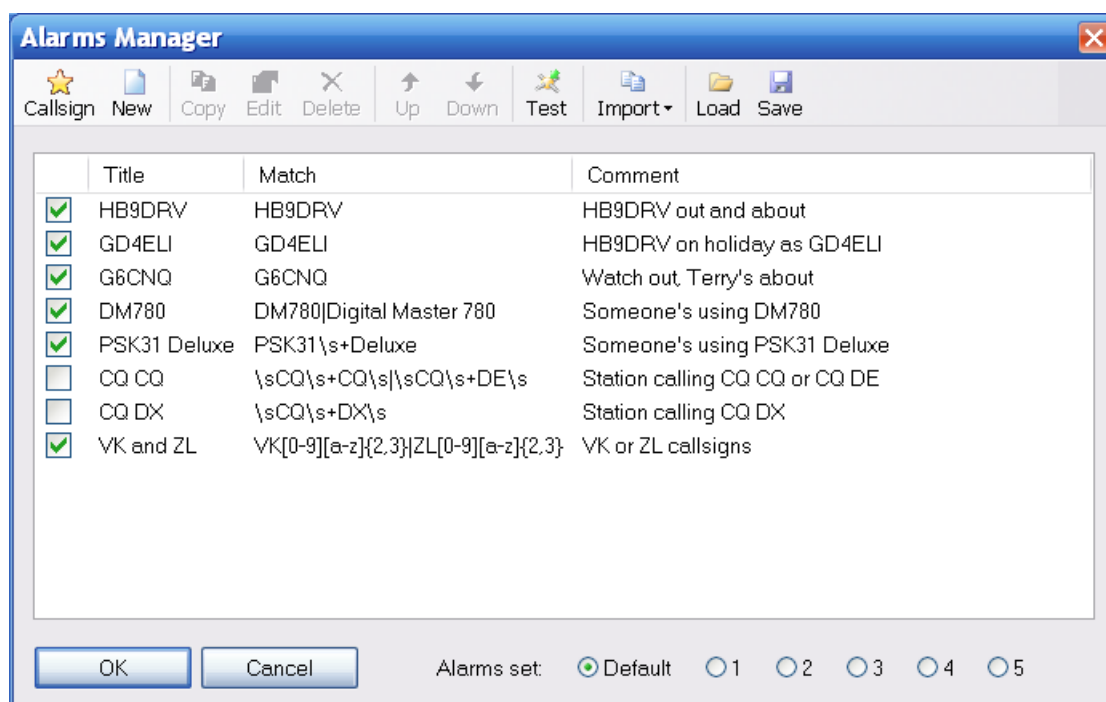 Alarms Manager
Callsign New Copy Edit Delete Up Down Test Import Load Save
Title Match Comment
HB9DRV HB9DRV HB9DRV out and about
GD4ELI GD4ELI HB9DRV on holiday as GD4ELI
G6CNQ G6CNQ Watch out, Terry's about
DM780 DM780|Digital Master 780 Someone's using DM780
PSK31 Deluxe PSK31\s+Deluxe Someone's using PSK31 Deluxe
CQ CQ \sCQ\s+CQ\s|\sCQ\s+DE\s Station calling CQ CQ or CQ DE
CQ DX \sCQ\s+DX\s Station calling CQ DX
VK and ZL VK[0-9][a-z]{2,3}|ZL[0-9][a-z]{2,3} VK or ZL callsigns
OK Cancel Alarms set: Default 1 2 3 4 5